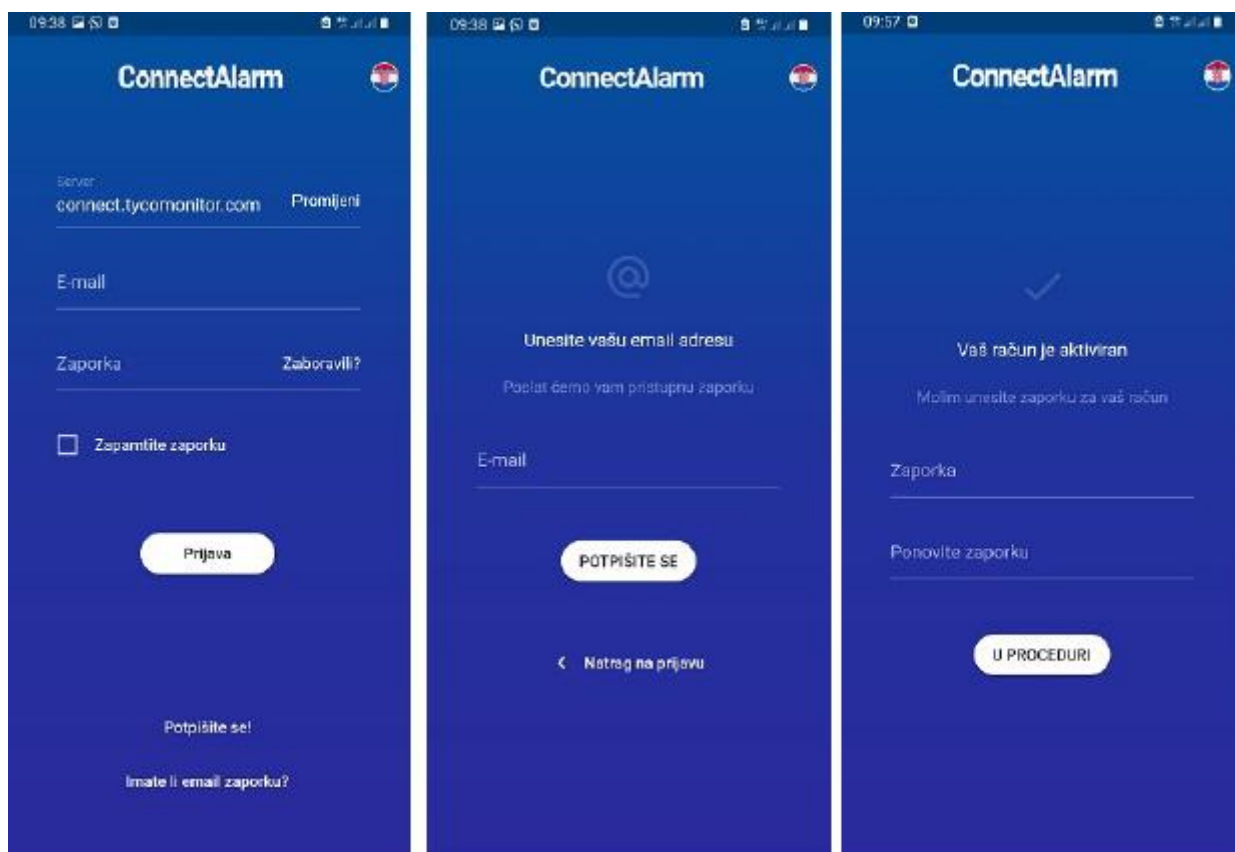 09:38
ConnectAlarm
Server
connect.tycomonitor.com Promijeni
E-mail
Zaporka Zaboravili?
Zapamtite zaporku
Prijava
Potpišite se!
Imate li email zaporku?
09:38
ConnectAlarm
Unesite vašu email adresu
Poslat ćemo vam pristupnu zaporku
E-mail
POTPIŠITE SE
Natrag na prijavu
09:57
ConnectAlarm
Vaš račun je aktiviran
Molim unesite zaporku za vaš račun
Zaporka
Ponovite zaporku
U PROCEDURI